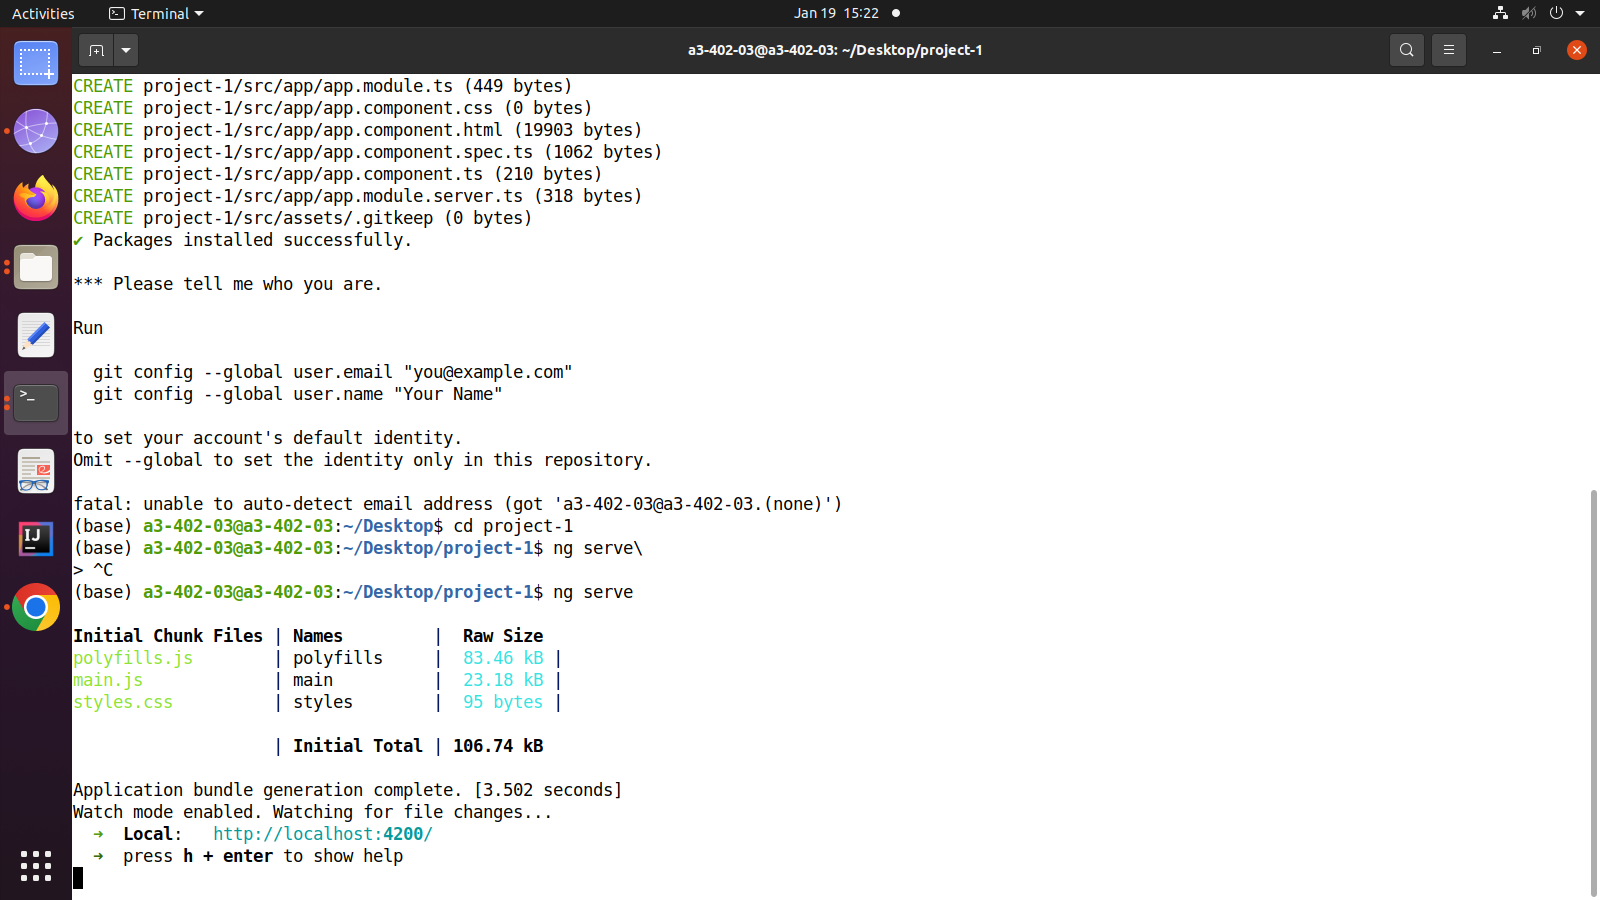 Activities Terminal Jan 19 15:22
a3-402-03@a3-402-03: ~/Desktop/project-1
CREATE project-1/src/app/app.module.ts (449 bytes)
CREATE project-1/src/app/app.component.css (0 bytes)
CREATE project-1/src/app/app.component.html (19903 bytes)
CREATE project-1/src/app/app.component.spec.ts (1062 bytes)
CREATE project-1/src/app/app.component.ts (210 bytes)
CREATE project-1/src/app/app.module.server.ts (318 bytes)
CREATE project-1/src/assets/.gitkeep (0 bytes)
✔ Packages installed successfully.
*** Please tell me who you are.
Run
git config --global user.email "you@example.com"
git config --global user.name "Your Name"
to set your account's default identity.
Omit --global to set the identity only in this repository.
fatal: unable to auto-detect email address (got 'a3-402-03@a3-402-03.(none)')
(base) a3-402-03@a3-402-03:~/Desktop$ cd project-1
(base) a3-402-03@a3-402-03:~/Desktop/project-1$ ng serve\
> ^C
(base) a3-402-03@a3-402-03:~/Desktop/project-1$ ng serve
Initial Chunk Files | Names | Raw Size
polyfills.js | polyfills | 83.46 kB |
main.js | main | 23.18 kB |
styles.css | styles | 95 bytes |
| Initial Total | 106.74 kB
Application bundle generation complete. [3.502 seconds]
Watch mode enabled. Watching for file changes...
➜ Local: http://localhost:4200/
➜ press h + enter to show help
>_
IJ